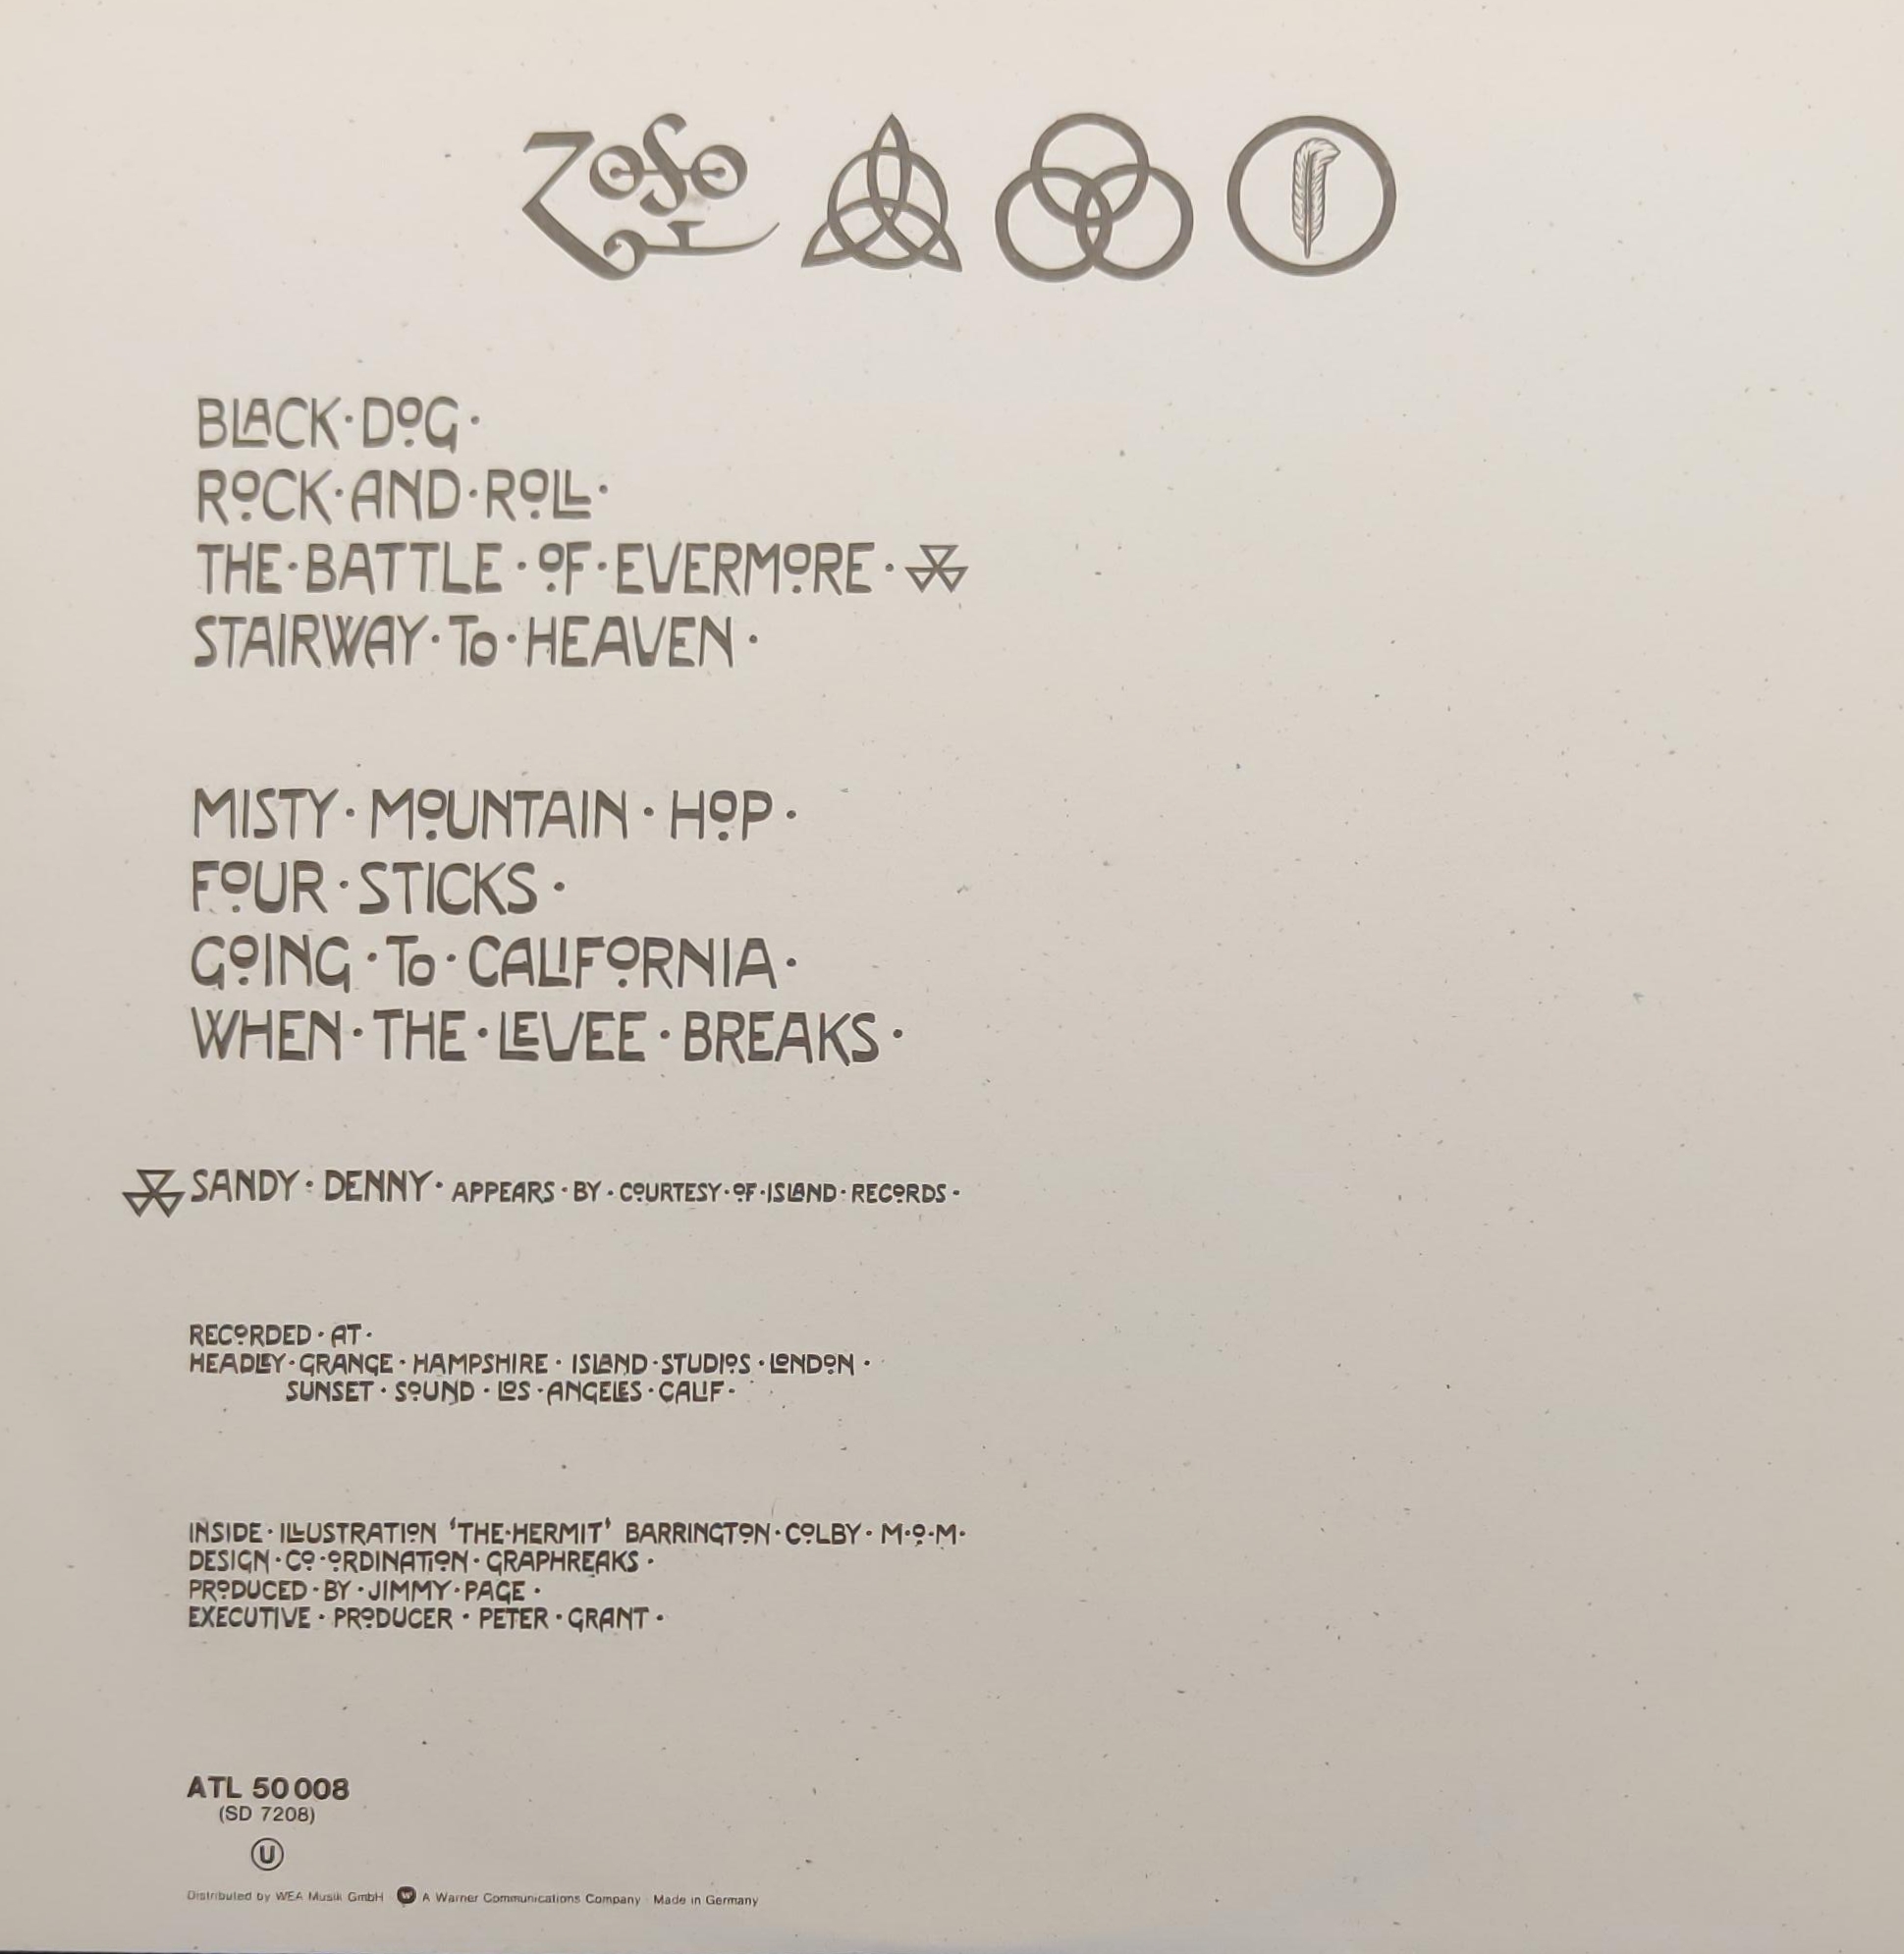 ZOSO
BLACK·DOG·
ROCK·AND·ROLL·
THE·BATTLE·OF·EVERMORE·
STAIRWAY·TO·HEAVEN·
MISTY·MOUNTAIN·HOP·
FOUR·STICKS·
GOING·TO·CALIFORNIA·
WHEN·THE·LEVEE·BREAKS·
SANDY·DENNY·APPEARS·BY·COURTESY·OF·ISLAND·RECORDS·
RECORDED·AT·
HEADLEY·GRANGE·HAMPSHIRE·ISLAND·STUDIOS·LONDON·
SUNSET·SOUND·LOS·ANGELES·CALIF·
INSIDE·ILLUSTRATION 'THE·HERMIT' BARRINGTON·COLBY·M·O·M·
DESIGN·CO·ORDINATION·GRAPHREAKS·
PRODUCED·BY·JIMMY·PAGE·
EXECUTIVE·PRODUCER·PETER·GRANT·
ATL 50 008
(SD 7208)
U
Distributed by WEA Musik GmbH W A Warner Communications Company · Made in Germany